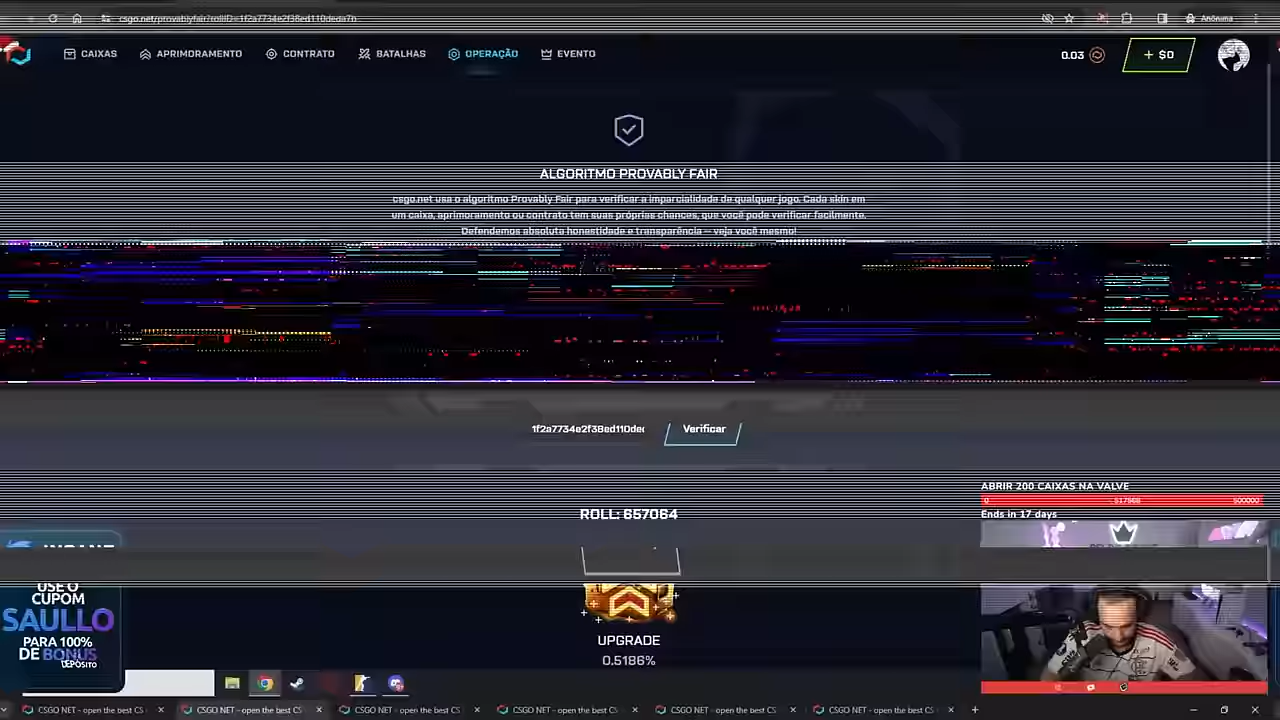 csgo.net/provablyfair?rollID=1f2a7734e2f38ed110deda7b
Anônima
CAIXAS
APRIMORAMENTO
CONTRATO
BATALHAS
OPERAÇÃO
EVENTO
0.03
+ $0
ALGORITMO PROVABLY FAIR
csgo.net usa o algoritmo Provably Fair para verificar a imparcialidade de qualquer jogo. Cada skin em
um caixa, aprimoramento ou contrato tem suas próprias chances, que você pode verificar facilmente.
Defendemos absoluta honestidade e transparência — veja você mesmo!
1f2a7734e2f38ed110de
Verificar
ABRIR 200 CAIXAS NA VALVE
0
500000
Ends in 17 days
ROLL: 657064
USE O
CUPOM
SAULLO
PARA 100%
DE BONUS
DEPÓSITO
UPGRADE
0.5186%
CSGO NET - open the best CS
CSGO NET - open the best CS
CSGO NET - open the best CS
CSGO NET - open the best CS
CSGO NET - open the best CS
CSGO NET - open the best CS